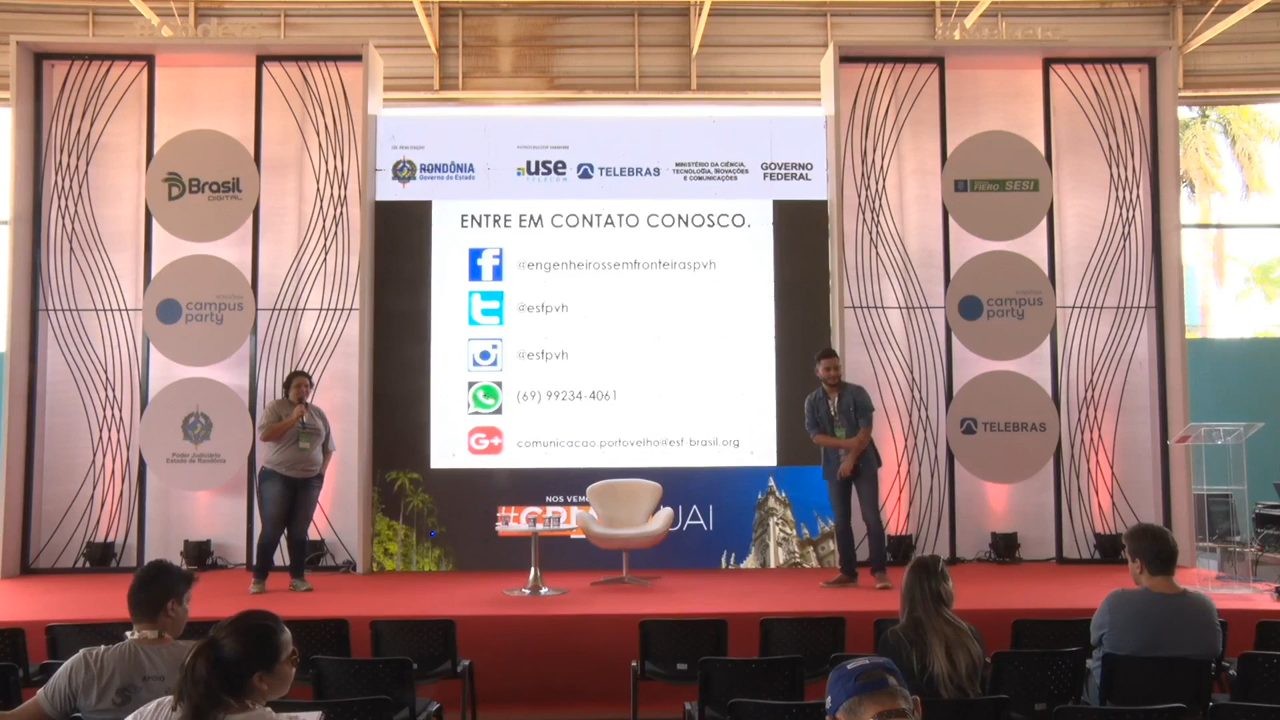 RONDÔNIA
Governo do Estado
use
TELECOM
TELEBRAS
MINISTÉRIO DA CIÊNCIA,
TECNOLOGIA, INOVAÇÕES
E COMUNICAÇÕES
GOVERNO
FEDERAL
ENTRE EM CONTATO CONOSCO.
@engenheirossemfronteiraspvh
@esfpvh
@esfpvh
(69) 99234-4061
G+
comunicacao.portovelho@esf-brasil.org
Brasil
DIGITAL
campus
party
Poder Judiciário
Estado de Rondônia
FIERO SESI
campus
party
TELEBRAS
NOS
UAI